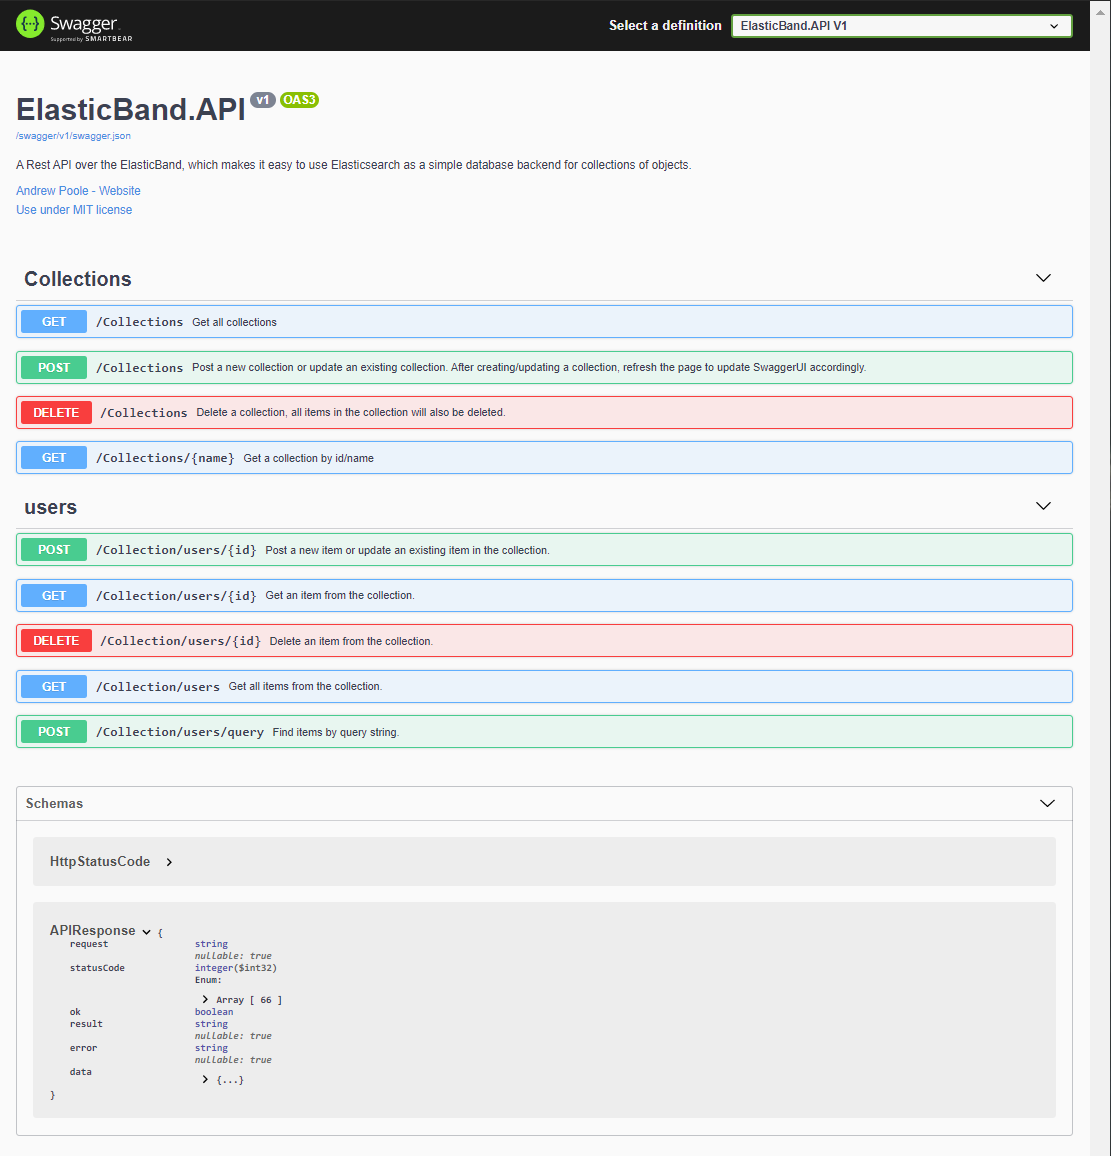 Swagger
Supported by SMARTBEAR
Select a definition
ElasticBand.API V1
ElasticBand.API v1 OAS3
/swagger/v1/swagger.json
A Rest API over the ElasticBand, which makes it easy to use Elasticsearch as a simple database backend for collections of objects.
Andrew Poole - Website
Use under MIT license
Collections
GET /Collections Get all collections
POST /Collections Post a new collection or update an existing collection. After creating/updating a collection, refresh the page to update SwaggerUI accordingly.
DELETE /Collections Delete a collection, all items in the collection will also be deleted.
GET /Collections/{name} Get a collection by id/name
users
POST /Collection/users/{id} Post a new item or update an existing item in the collection.
GET /Collection/users/{id} Get an item from the collection.
DELETE /Collection/users/{id} Delete an item from the collection.
GET /Collection/users Get all items from the collection.
POST /Collection/users/query Find items by query string.
Schemas
HttpStatusCode
APIResponse {
request string
nullable: true
statusCode integer($int32)
Enum:
Array [ 66 ]
ok boolean
result string
nullable: true
error string
nullable: true
data
{...}
}